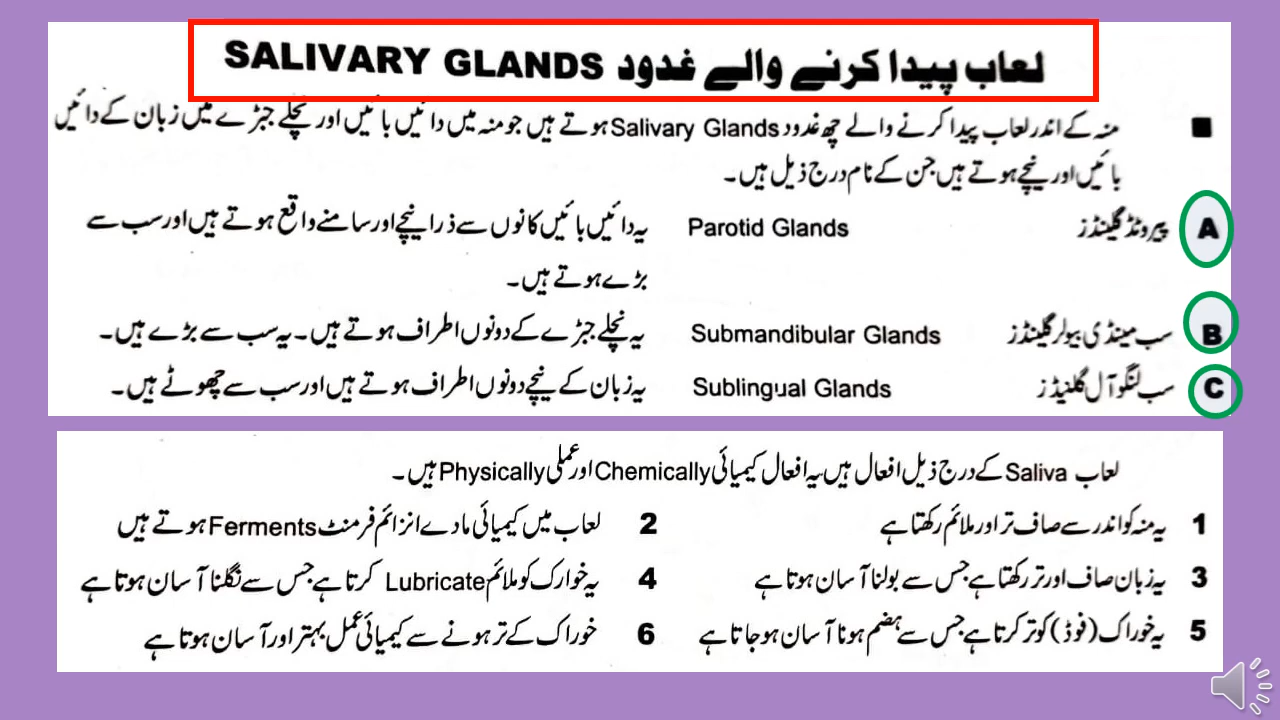 لعاب پیدا کرنے والے غدود SALIVARY GLANDS
■ منہ کے اندر لعاب پیدا کرنے والے چھ غدود Salivary Glands ہوتے ہیں جو منہ میں دائیں بائیں اور نچلے جبڑے میں زبان کے دائیں
بائیں اور نیچے ہوتے ہیں جن کے نام درج ذیل ہیں۔
A پیروٹڈ گلینڈز Parotid Glands یہ دائیں بائیں کانوں سے ذرا نیچے اور سامنے واقع ہوتے ہیں اور سب سے
بڑے ہوتے ہیں۔
B سب مینڈی بیولر گلینڈز Submandibular Glands یہ نچلے جبڑے کے دونوں اطراف ہوتے ہیں۔ یہ سب سے بڑے ہیں۔
C سب لنگوآل گلنیڈز Sublingual Glands یہ زبان کے نیچے دونوں اطراف ہوتے ہیں اور سب سے چھوٹے ہیں۔
لعاب Saliva کے درج ذیل افعال ہیں یہ افعال کیمیائی Chemically اور عملی Physically ہیں۔
1 یہ منہ کو اندر سے صاف تر اور ملائم رکھتا ہے 2 لعاب میں کیمیائی مادے انزائم فرمنٹ Ferments ہوتے ہیں
3 یہ زبان صاف اور تر رکھتا ہے جس سے بولنا آسان ہوتا ہے 4 یہ خوارک کو ملائم Lubricate کرتا ہے جس سے نگلنا آسان ہوتا ہے
5 یہ خوراک (فوڈ) کو تر کرتا ہے جس سے ہضم ہونا آسان ہو جاتا ہے 6 خوراک کے تر ہونے سے کیمیائی عمل بہتر اور آسان ہوتا ہے